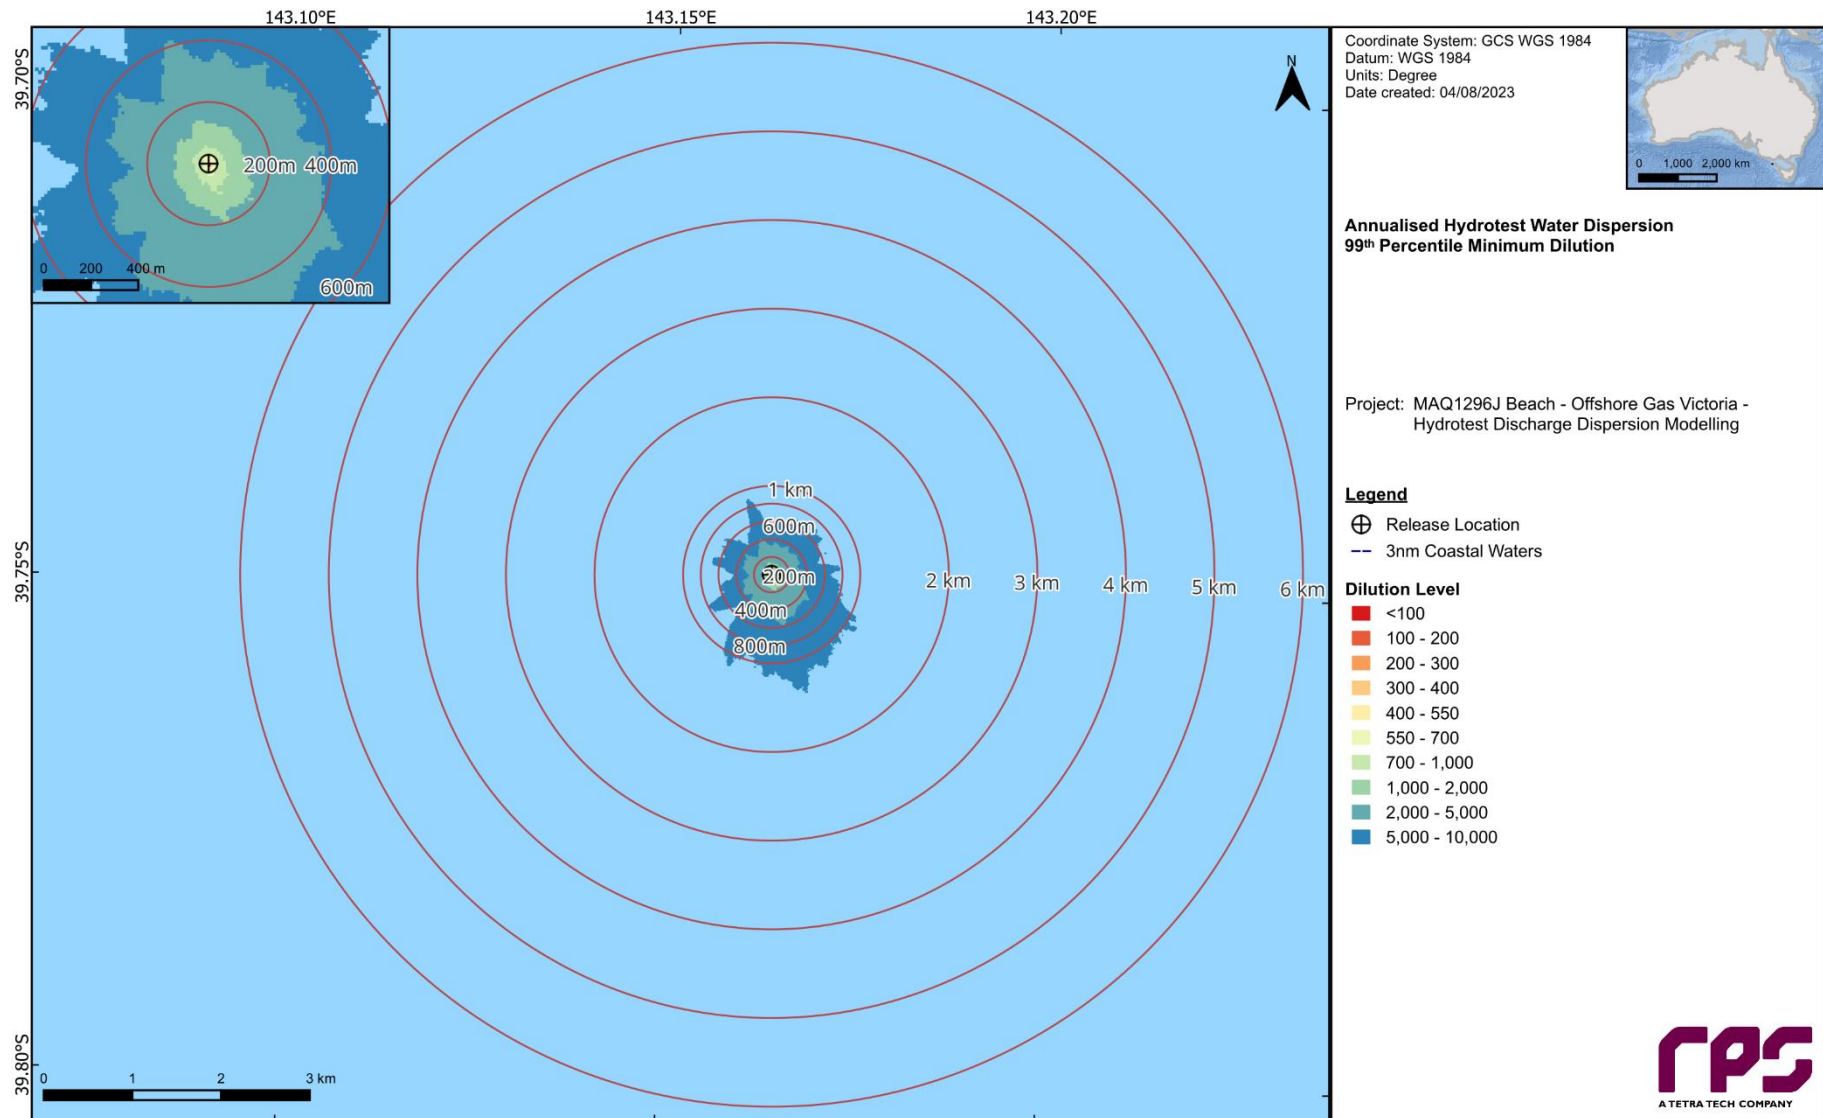 143.10°E
143.15°E
143.20°E
39.70°S
39.75°S
39.80°S
200m
400m
600m
0
200
400 m
N
1 km
600m
200m
400m
800m
2 km
3 km
4 km
5 km
6 km
0
1
2
3 km
Coordinate System: GCS WGS 1984
Datum: WGS 1984
Units: Degree
Date created: 04/08/2023
0
1,000
2,000 km
Annualised Hydrotest Water Dispersion
99th Percentile Minimum Dilution
Project: MAQ1296J Beach - Offshore Gas Victoria -
Hydrotest Discharge Dispersion Modelling
Legend
Release Location
3nm Coastal Waters
Dilution Level
<100
100 - 200
200 - 300
300 - 400
400 - 550
550 - 700
700 - 1,000
1,000 - 2,000
2,000 - 5,000
5,000 - 10,000
rps
A TETRA TECH COMPANY